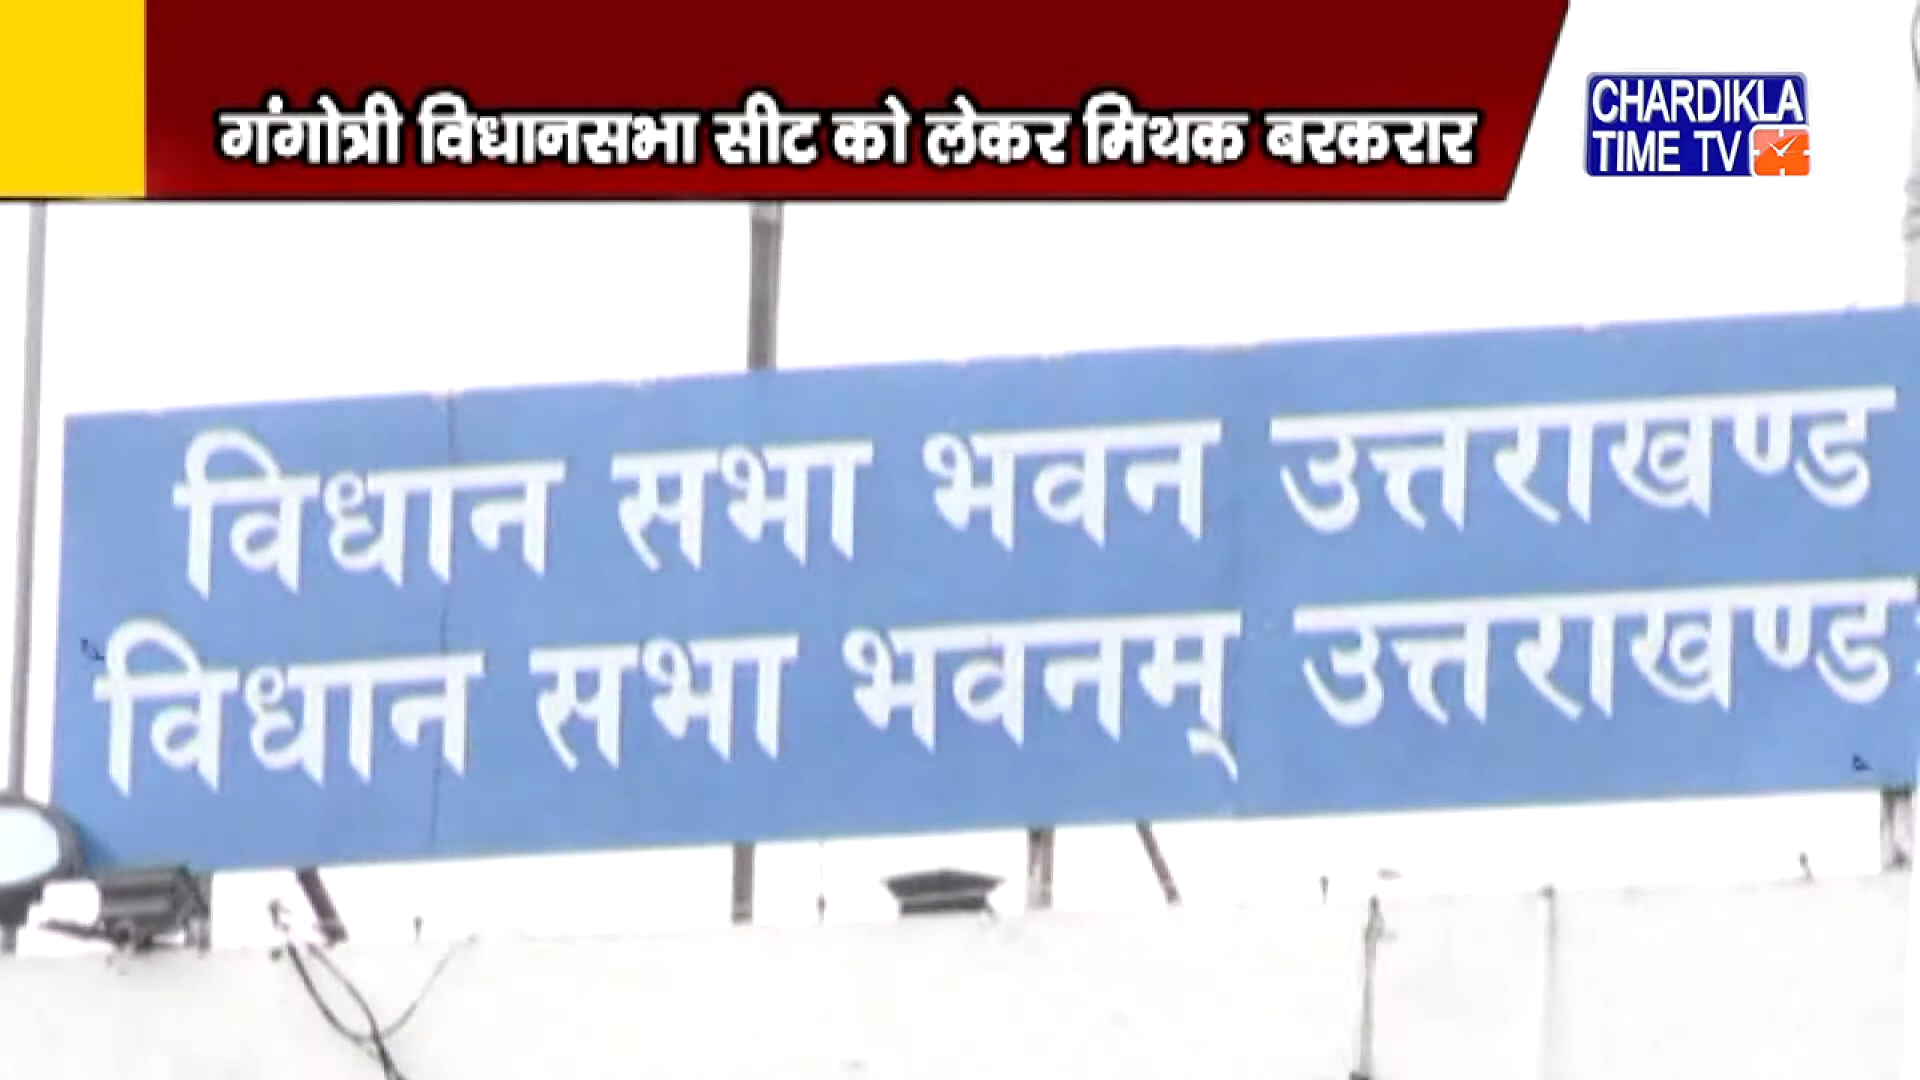 गंगोत्री विधानसभा सीट को लेकर मिथक बरकरार
CHARDIKLA
TIME TV
विधान सभा भवन उत्तराखण्ड
विधान सभा भवनम् उत्तराखण्ड: